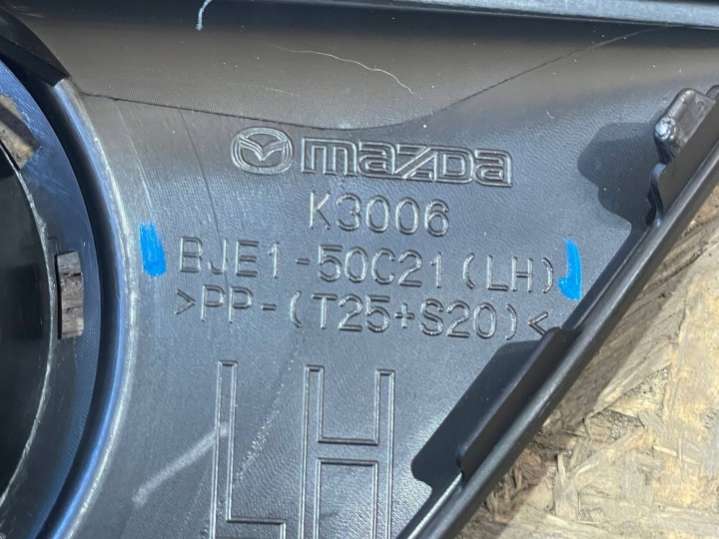 mazda
K3006
BJE1-50C21(LH)
>PP-(T25+S20)<
LH